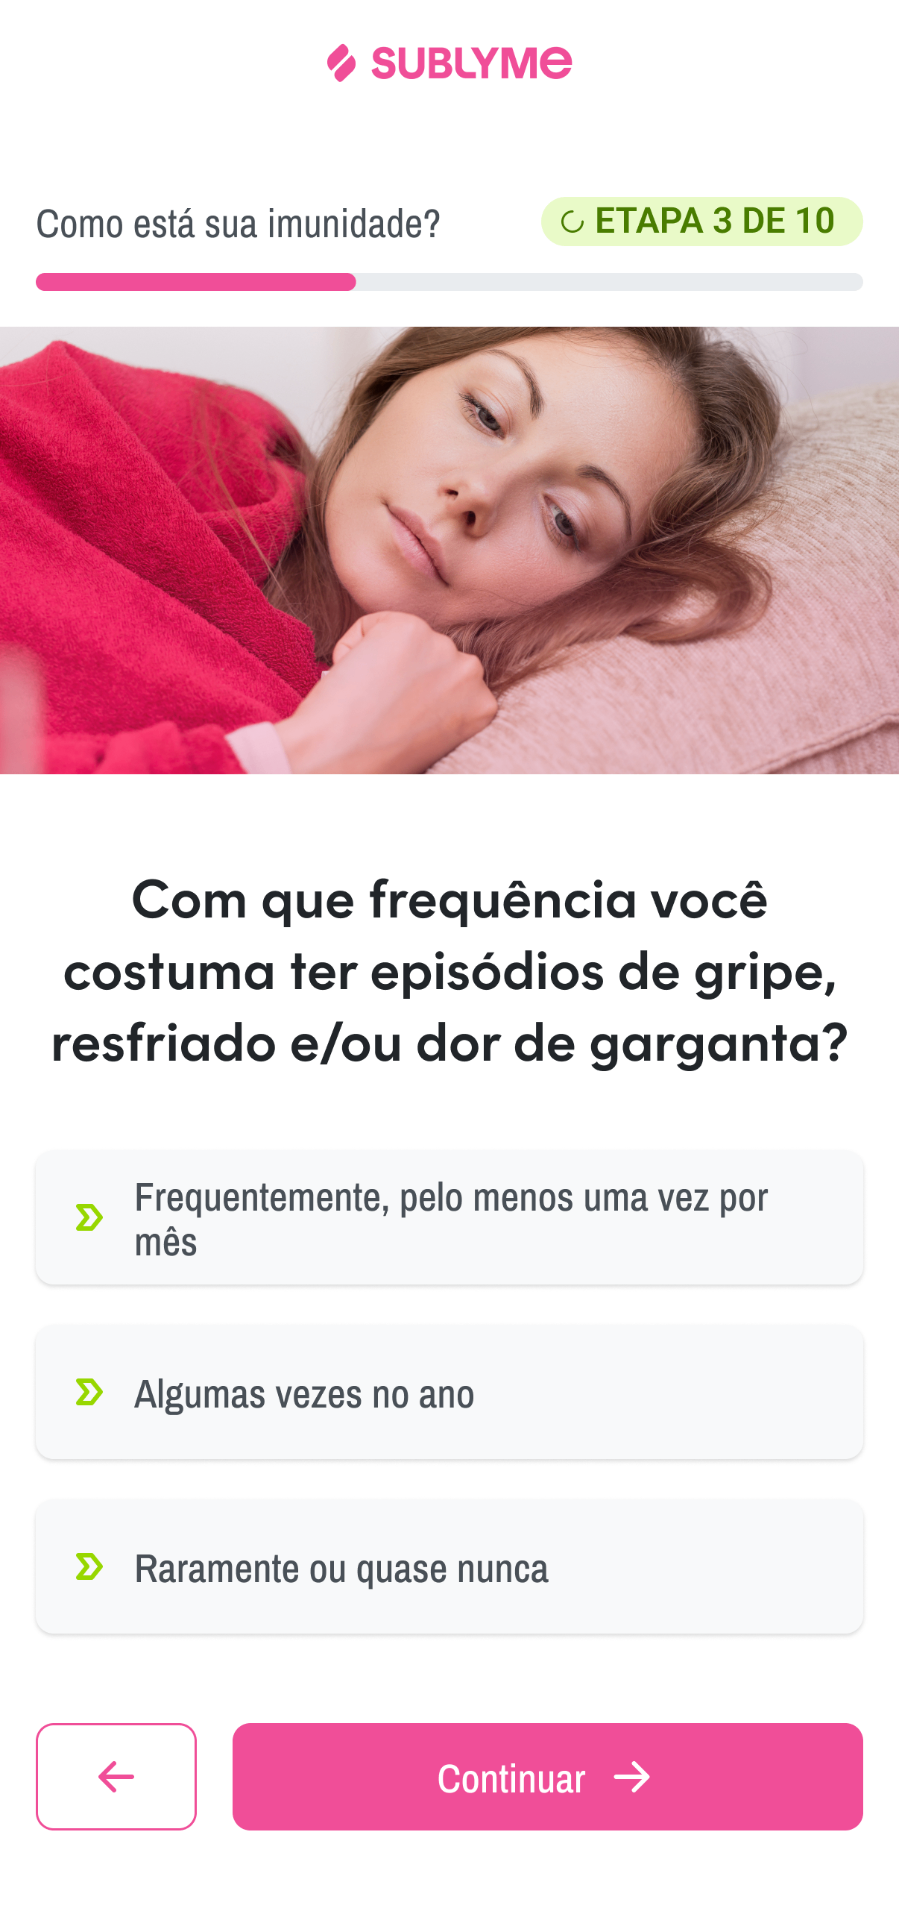 SUBLYMe
Como está sua imunidade?
ETAPA 3 DE 10
Com que frequência você
costuma ter episódios de gripe,
resfriado e/ou dor de garganta?
Frequentemente, pelo menos uma vez por
mês
Algumas vezes no ano
Raramente ou quase nunca
Continuar